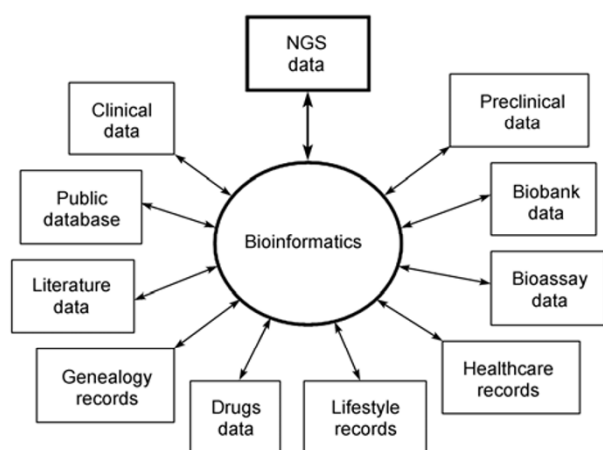 NGS
data
Clinical
data
Preclinical
data
Public
database
Biobank
data
Bioinformatics
Literature
data
Bioassay
data
Genealogy
records
Healthcare
records
Drugs
data
Lifestyle
records